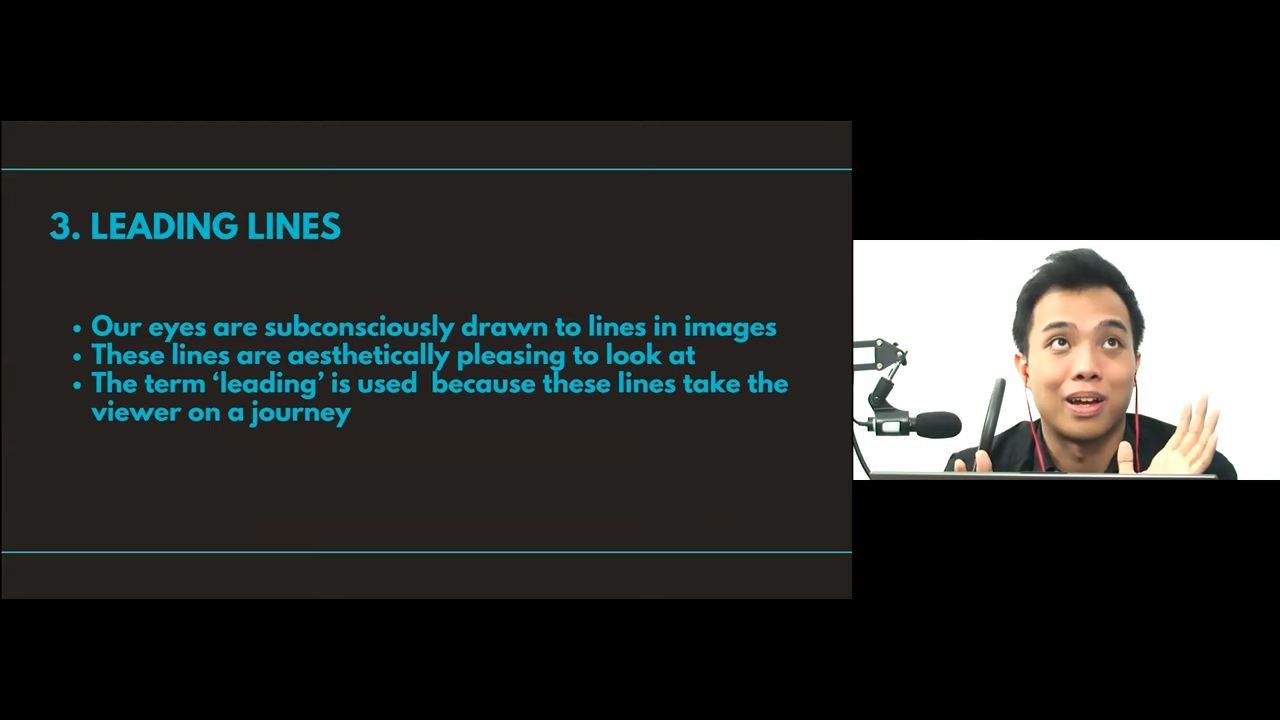 3. LEADING LINES
• Our eyes are subconsciously drawn to lines in images
• These lines are aesthetically pleasing to look at
• The term ‘leading’ is used  because these lines take the
viewer on a journey